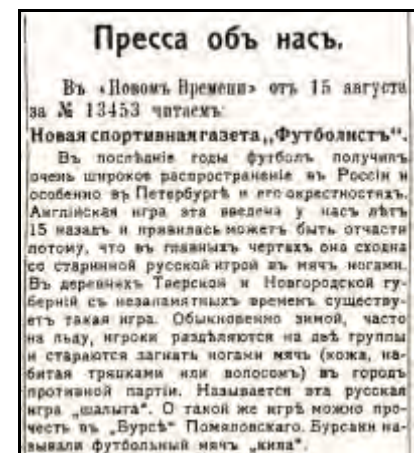 Пресса объ насъ.
Въ «Новомъ Времени» отъ 15 августа
за № 13453 читаемъ:
Новая спортивная газета „Футболистъ“.
Въ послѣдніе годы футболъ получилъ
очень широкое распространеніе въ Россіи и
особенно въ Петербургѣ и его окрестностяхъ.
Англійская игра эта введена у насъ лѣтъ
15 назадъ и привилась можетъ быть отчасти
потому, что въ главныхъ чертахъ она сходна
со старинной русской игрой въ мячъ ногами.
Въ деревняхъ Тверской и Новгородской гу-
берній съ незапамятныхъ временъ существу-
етъ такая игра. Обыкновенно зимой, часто
на льду, игроки раздѣляются на двѣ группы
и стараются загнать ногами мячъ (кожа, на-
битая тряпками или волосомъ) въ городъ
противной партіи. Называется эта русская
игра „шалыга“. О такой же игрѣ можно про-
честь въ „Бурсѣ“ Помяловскаго. Бурсаки на-
зывали футбольный мячъ „кила“.